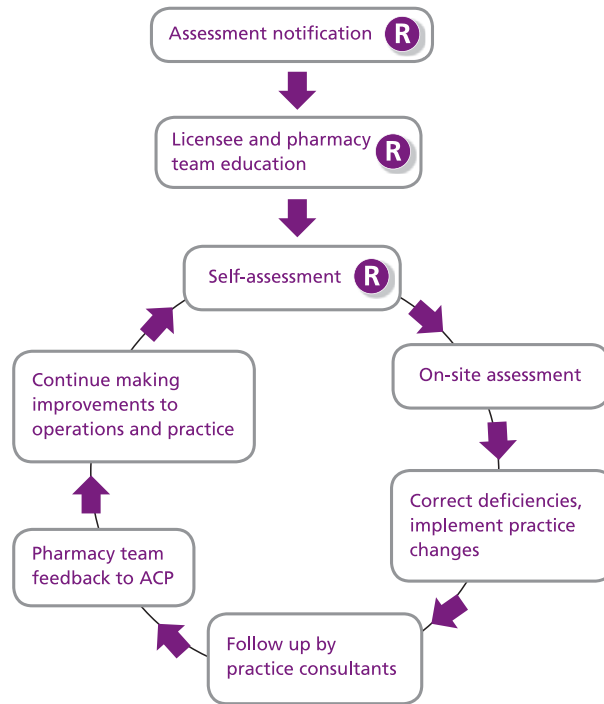 Assessment notification R
Licensee and pharmacy R
team education
Self-assessment R
On-site assessment
Correct deficiencies,
implement practice
changes
Follow up by
practice consultants
Pharmacy team
feedback to ACP
Continue making
improvements to
operations and practice